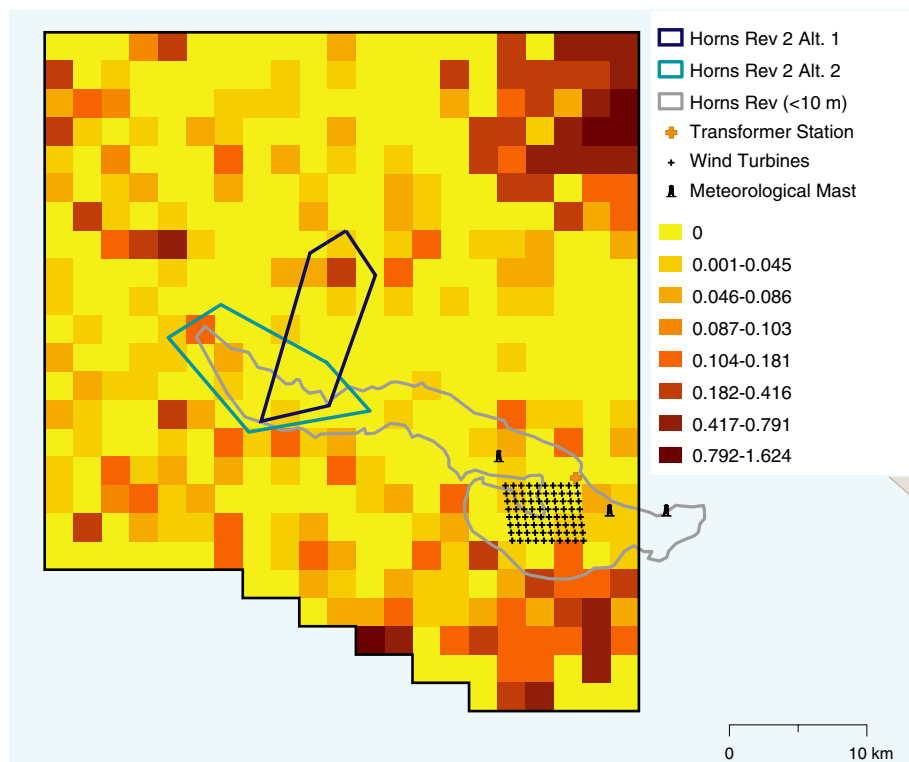 Horns Rev 2 Alt. 1
Horns Rev 2 Alt. 2
Horns Rev (<10 m)
Transformer Station
Wind Turbines
Meteorological Mast
0
0.001-0.045
0.046-0.086
0.087-0.103
0.104-0.181
0.182-0.416
0.417-0.791
0.792-1.624
0 10 km